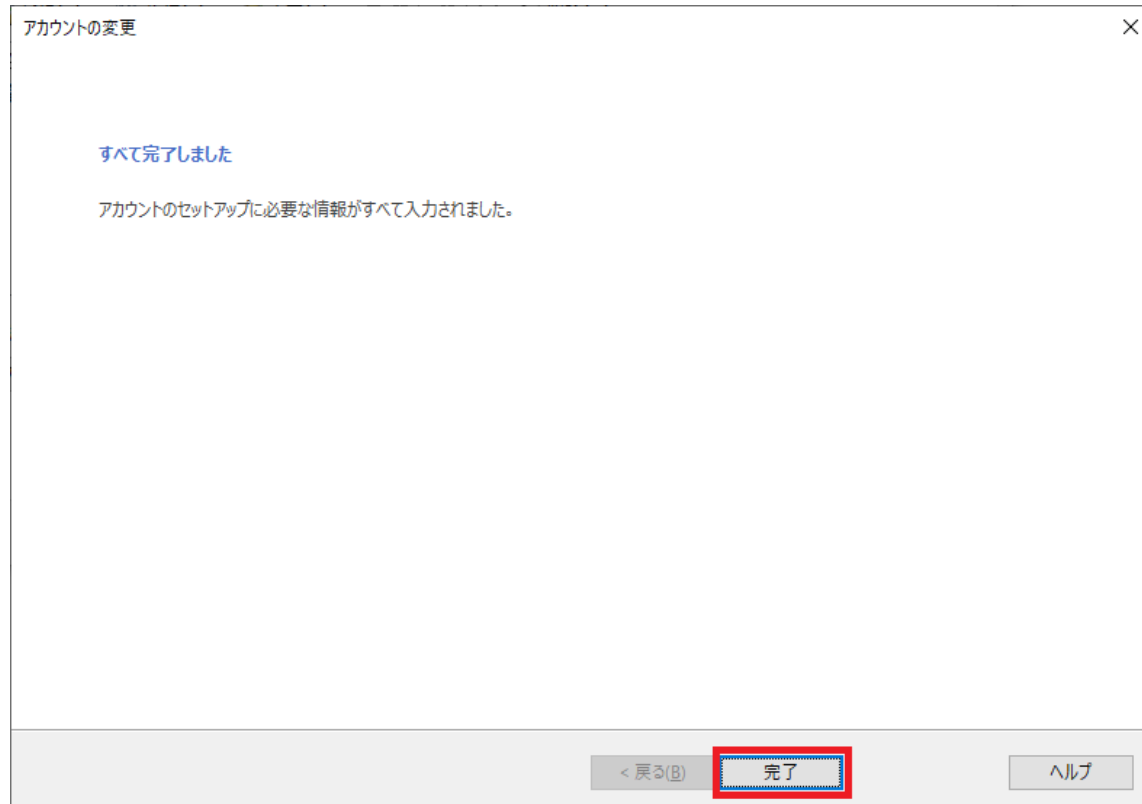 アカウントの変更
すべて完了しました
アカウントのセットアップに必要な情報がすべて入力されました。
< 戻る(B)
完了
ヘルプ